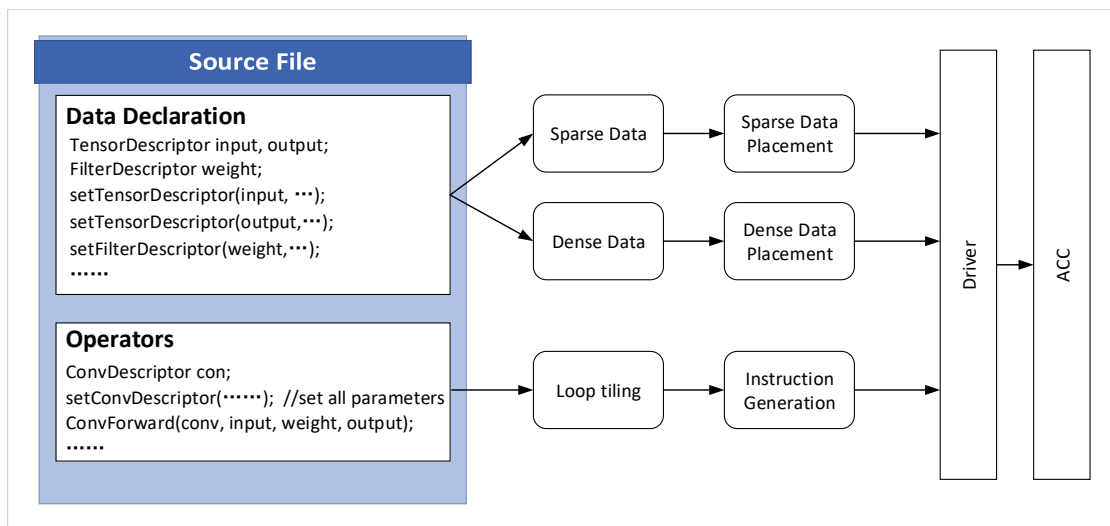 Source File
Data Declaration
TensorDescriptor input, output;
FilterDescriptor weight;
setTensorDescriptor(input, ···);
setTensorDescriptor(output,···);
setFilterDescriptor(weight,···);
······
Operators
ConvDescriptor con;
setConvDescriptor(······); //set all parameters
ConvForward(conv, input, weight, output);
······
Sparse Data
Sparse Data
Placement
Dense Data
Dense Data
Placement
Loop tiling
Instruction
Generation
Driver
ACC